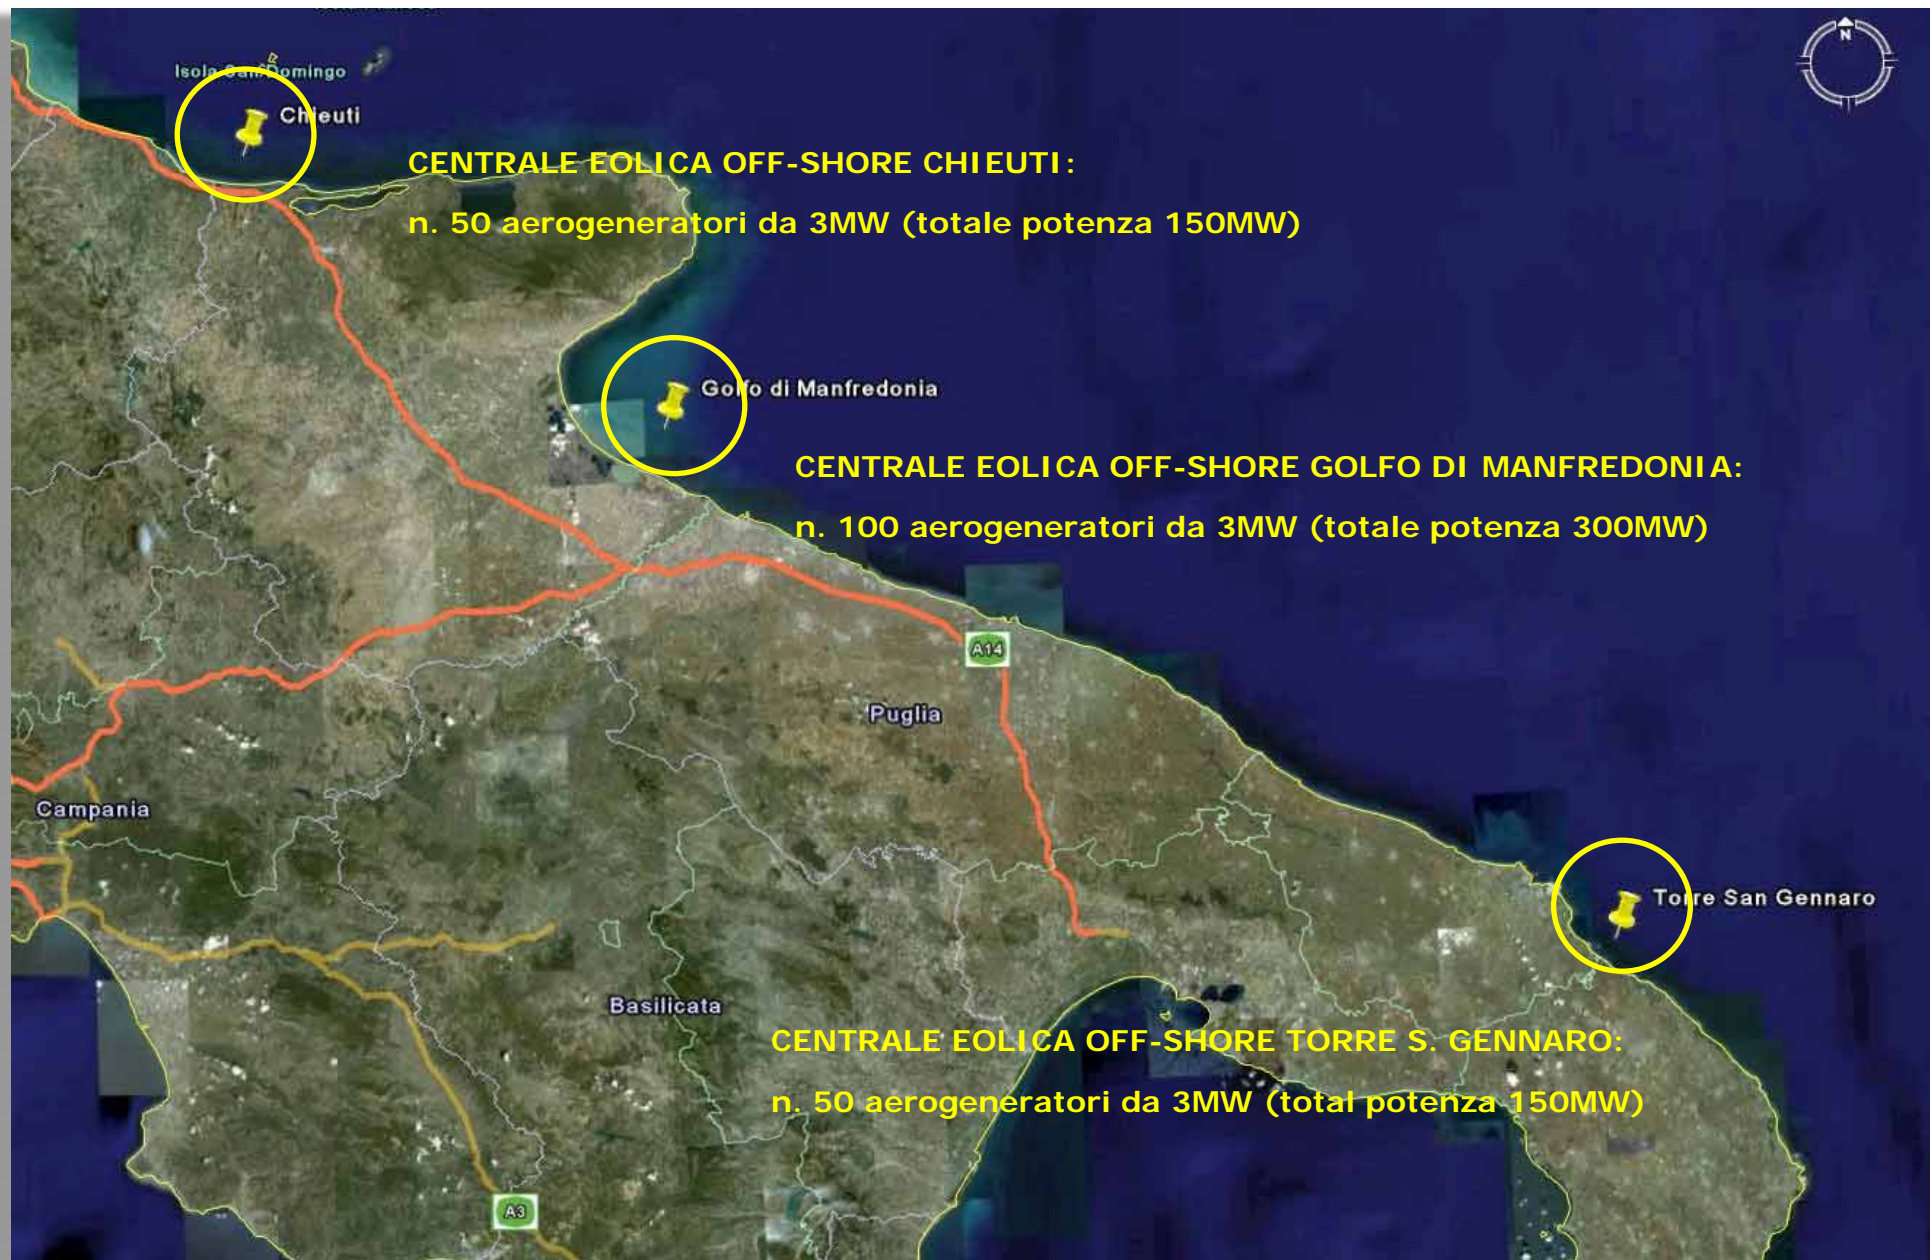 N
Isola San Domingo
Chieuti
CENTRALE EOLICA OFF-SHORE CHIEUTI:
n. 50 aerogeneratori da 3MW (totale potenza 150MW)
Golfo di Manfredonia
CENTRALE EOLICA OFF-SHORE GOLFO DI MANFREDONIA:
n. 100 aerogeneratori da 3MW (totale potenza 300MW)
A14
Puglia
Campania
Torre San Gennaro
Basilicata
CENTRALE EOLICA OFF-SHORE TORRE S. GENNARO:
n. 50 aerogeneratori da 3MW (total potenza 150MW)
A3